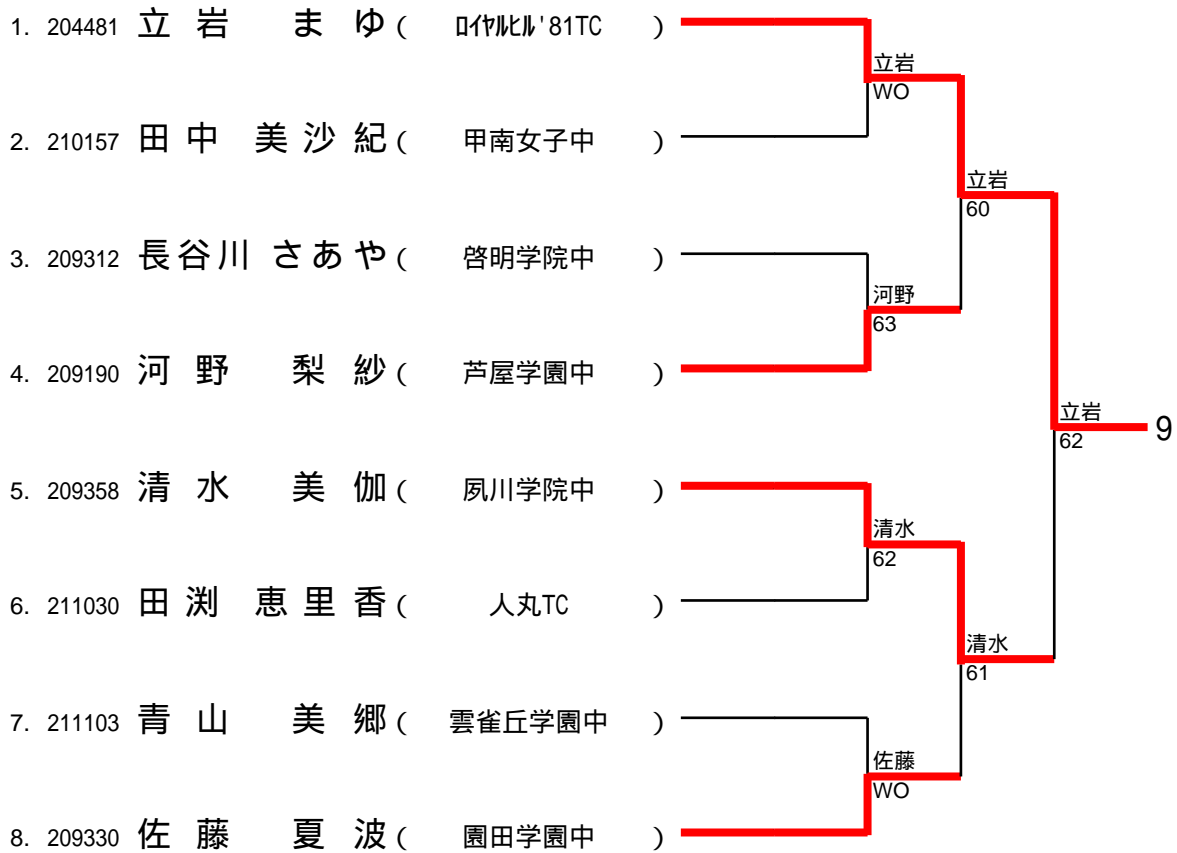 1. 204481 立岩 まゆ( ﾛｲﾔﾙﾋﾙ'81TC )
立岩
WO
2. 210157 田中 美沙紀( 甲南女子中 )
立岩
60
3. 209312 長谷川 さあや( 啓明学院中 )
河野
63
4. 209190 河野 梨紗( 芦屋学園中 )
立岩
62
9
5. 209358 清水 美伽( 夙川学院中 )
清水
62
6. 211030 田渕 恵里香( 人丸TC )
清水
61
7. 211103 青山 美郷( 雲雀丘学園中 )
佐藤
WO
8. 209330 佐藤 夏波( 園田学園中 )